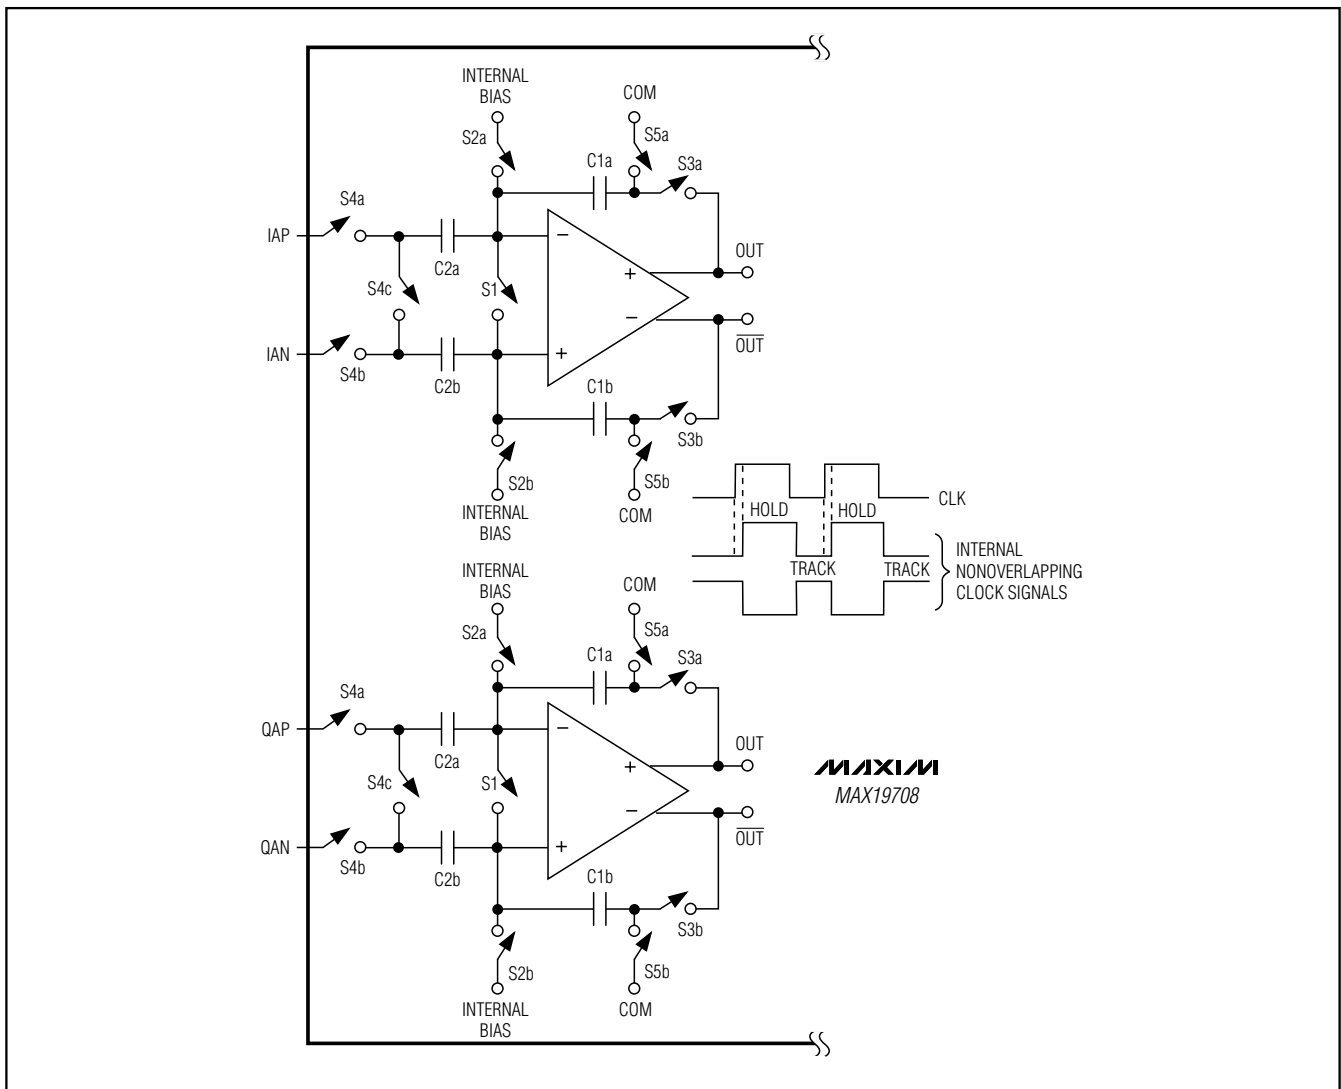 INTERNAL
BIAS
COM
S2a
S5a
C1a
S3a
S4a
IAP
−
OUT
C2a
+
S4c
S1
−
OUT
IAN
+
S4b
C2b
C1b
S3b
S2b
S5b
INTERNAL
BIAS
COM
CLK
HOLD
HOLD
TRACK
TRACK
INTERNAL
NONOVERLAPPING
CLOCK SIGNALS
INTERNAL
BIAS
COM
S2a
S5a
C1a
S3a
S4a
QAP
−
OUT
C2a
+
S4c
S1
−
OUT
QAN
+
S4b
C2b
C1b
S3b
S2b
S5b
INTERNAL
BIAS
COM
MAXIM
MAX19708